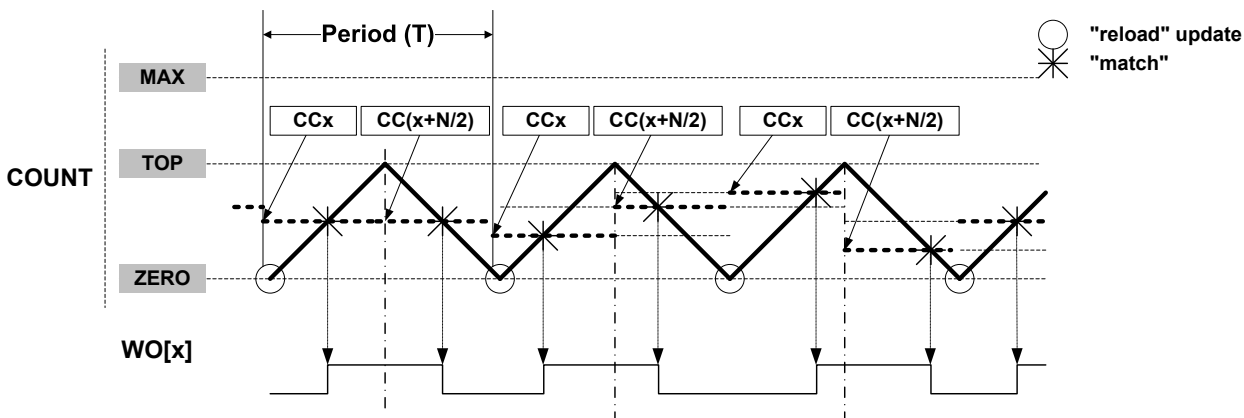 Period (T)
"reload" update
"match"
MAX
CCx
CC(x+N/2)
CCx
CC(x+N/2)
CCx
CC(x+N/2)
TOP
COUNT
ZERO
WO[x]